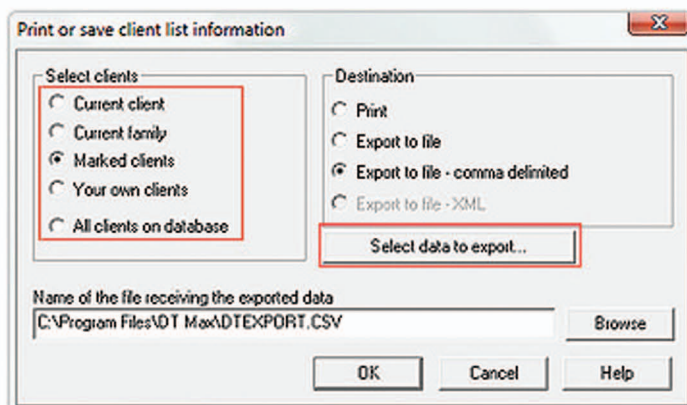 Print or save client list information
Select clients
Current client
Current family
Marked clients
Your own clients
All clients on database
Destination
Print
Export to file
Export to file - comma delimited
Export to file - XML
Select data to export...
Name of the file receiving the exported data
C:\Program Files\DT Max\DTEXPORT.CSV
Browse
OK
Cancel
Help